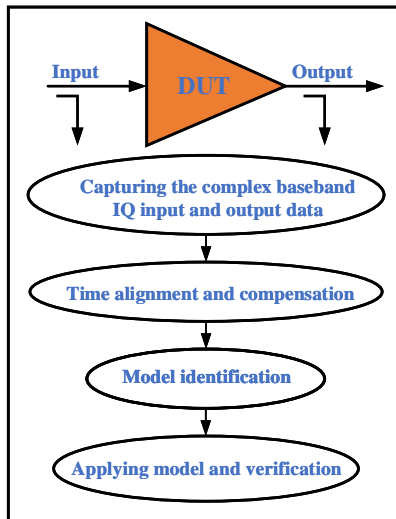 Input
DUT
Output
Capturing the complex baseband
IQ input and output data
Time alignment and compensation
Model identification
Applying model and verification